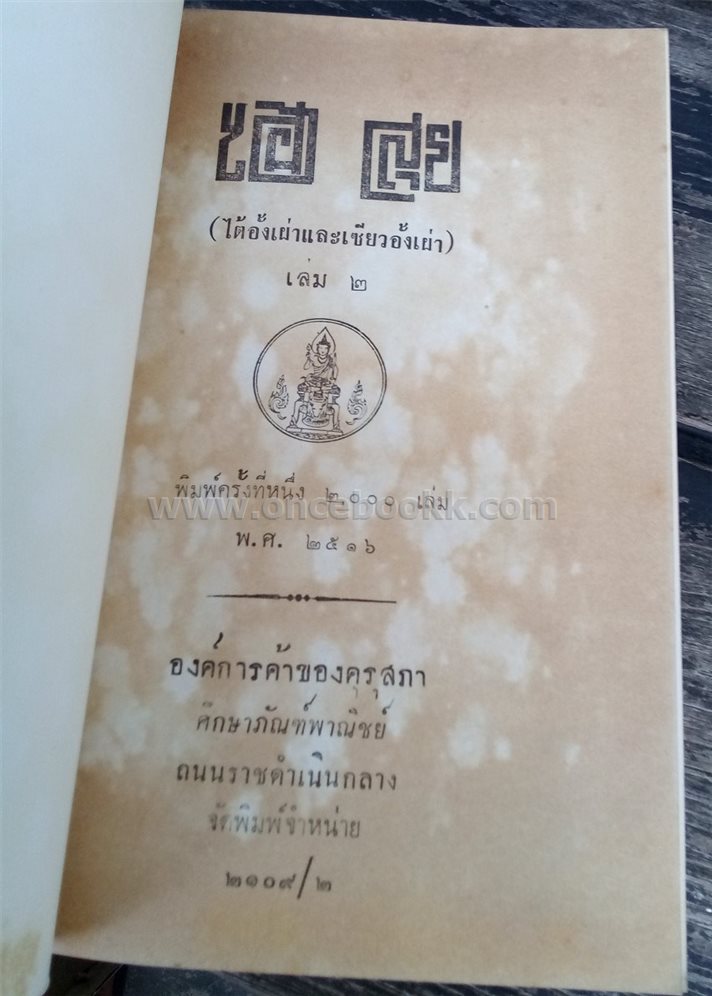 ซุยถัง
(ไต้อั้งเผ่าและเซียวอั้งเผ่า)
เล่ม ๒
พิมพ์ครั้งที่หนึ่ง ๒,๐๐๐ เล่ม
www.oncebookk.com
พ.ศ. ๒๕๑๖
องค์การค้าของคุรุสภา
ศึกษาภัณฑ์พาณิชย์
ถนนราชดำเนินกลาง
จัดพิมพ์จำหน่าย
๒๑๐๙/๒